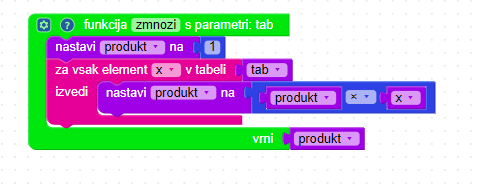 ? funkcija zmnozi s parametri: tab
nastavi produkt na 1
za vsak element x v tabeli tab
izvedi nastavi produkt na produkt × x
vrni produkt